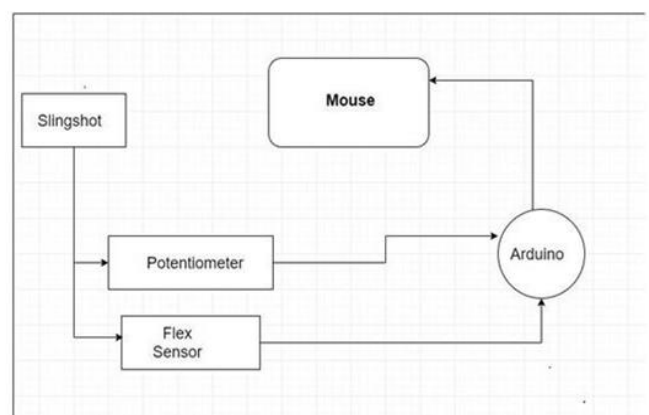 Mouse
Slingshot
Potentiometer
Arduino
Flex
Sensor